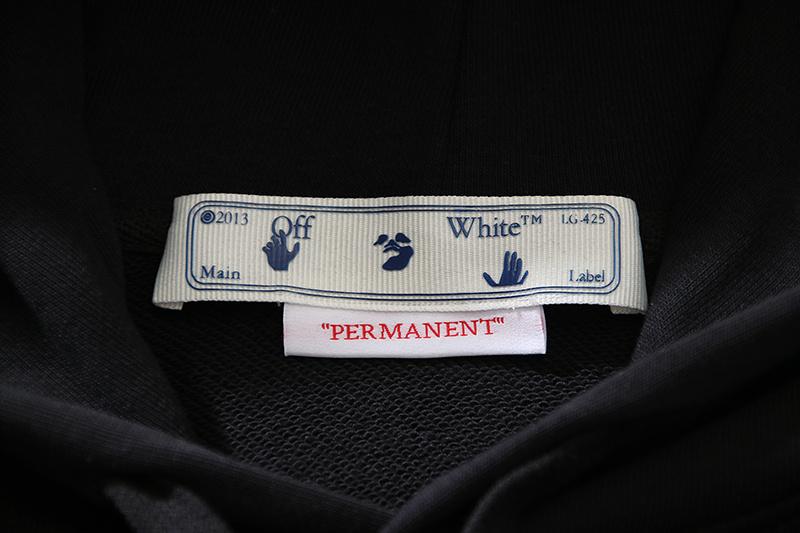 ©2013 Off White™ LG-425
Main Label
"PERMANENT"